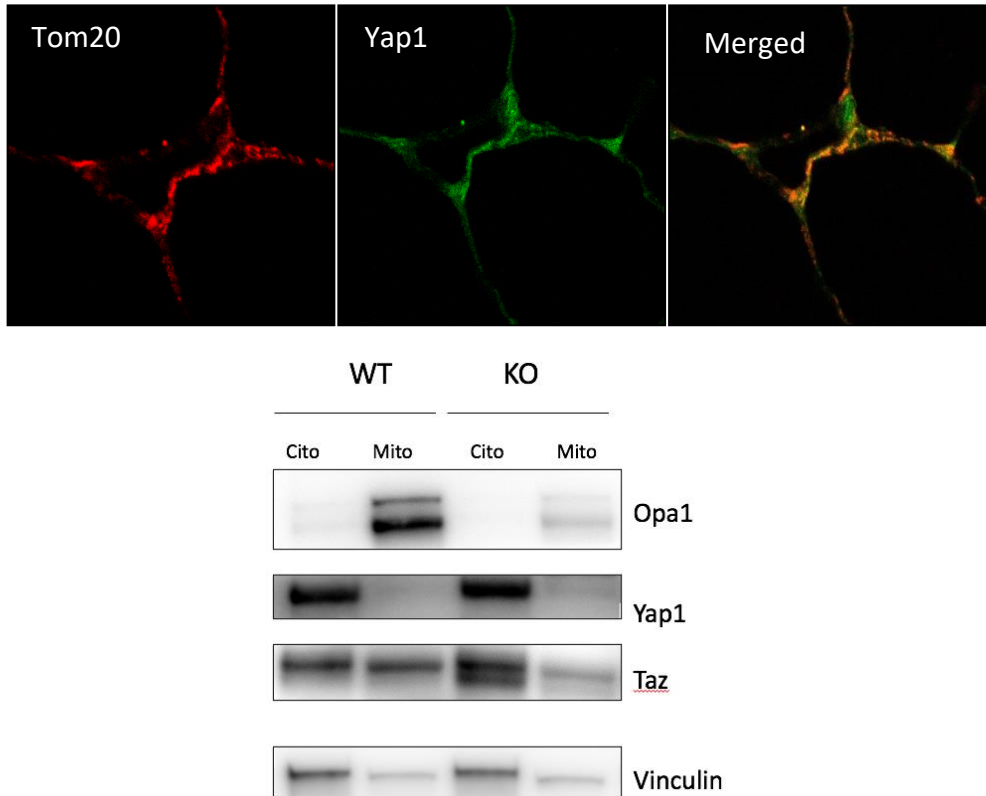 Tom20 Yap1 Merged
WT KO
Cito Mito Cito Mito
Opa1
Yap1
Taz
Vinculin